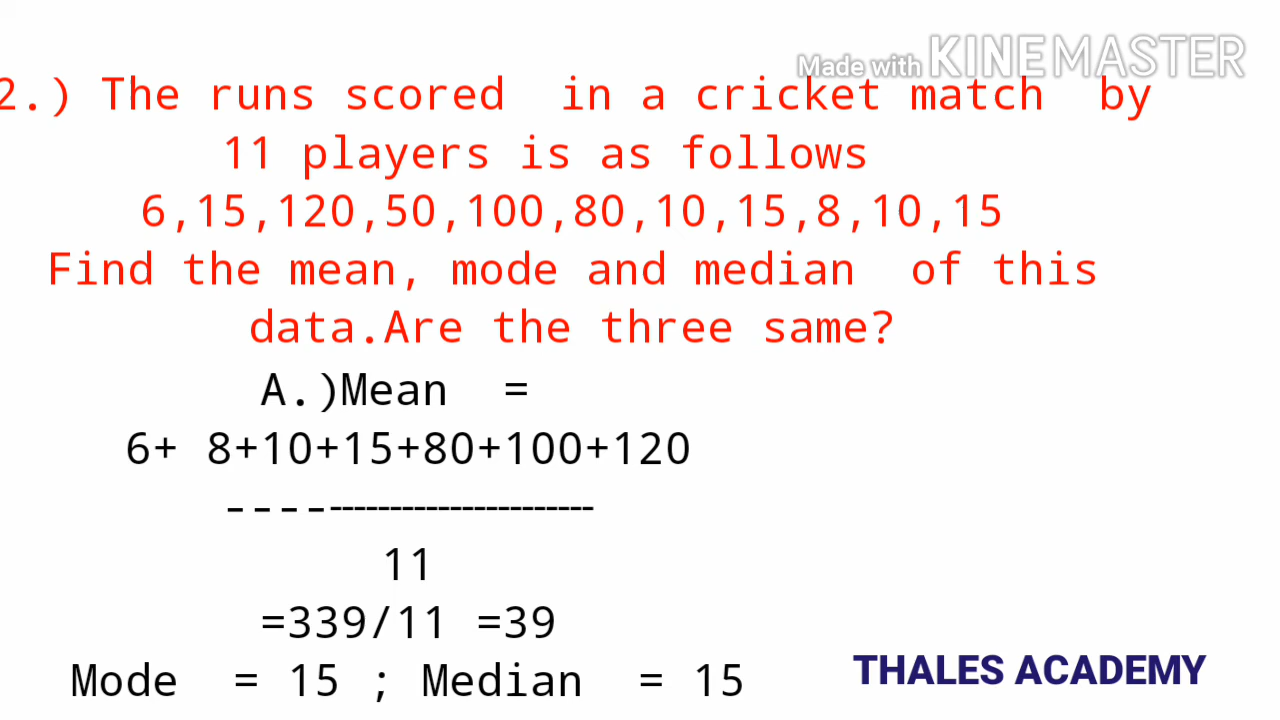 Made with KINEMASTER
2.) The runs scored in a cricket match by
11 players is as follows
6,15,120,50,100,80,10,15,8,10,15
Find the mean, mode and median of this
data.Are the three same?
A.)Mean =
6+ 8+10+15+80+100+120
--------------------------
11
=339/11 =39
Mode = 15 ; Median = 15
THALES ACADEMY